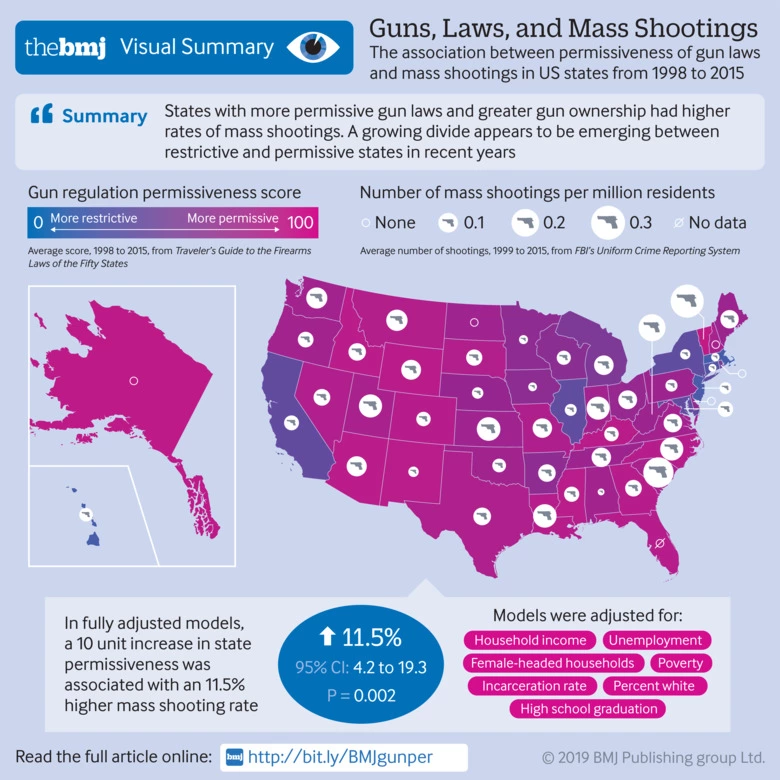 thebmj Visual Summary
Guns, Laws, and Mass Shootings
The association between permissiveness of gun laws
and mass shootings in US states from 1998 to 2015
“ Summary
States with more permissive gun laws and greater gun ownership had higher
rates of mass shootings. A growing divide appears to be emerging between
restrictive and permissive states in recent years
Gun regulation permissiveness score
0 More restrictive More permissive 100
Average score, 1998 to 2015, from Traveler's Guide to the Firearms
Laws of the Fifty States
Number of mass shootings per million residents
None 0.1 0.2 0.3 No data
Average number of shootings, 1999 to 2015, from FBI's Uniform Crime Reporting System
In fully adjusted models,
a 10 unit increase in state
permissiveness was
associated with an 11.5%
higher mass shooting rate
11.5%
95% CI: 4.2 to 19.3
P = 0.002
Models were adjusted for:
Household income Unemployment
Female-headed households Poverty
Incarceration rate Percent white
High school graduation
Read the full article online: bmj http://bit.ly/BMJgunper
© 2019 BMJ Publishing group Ltd.